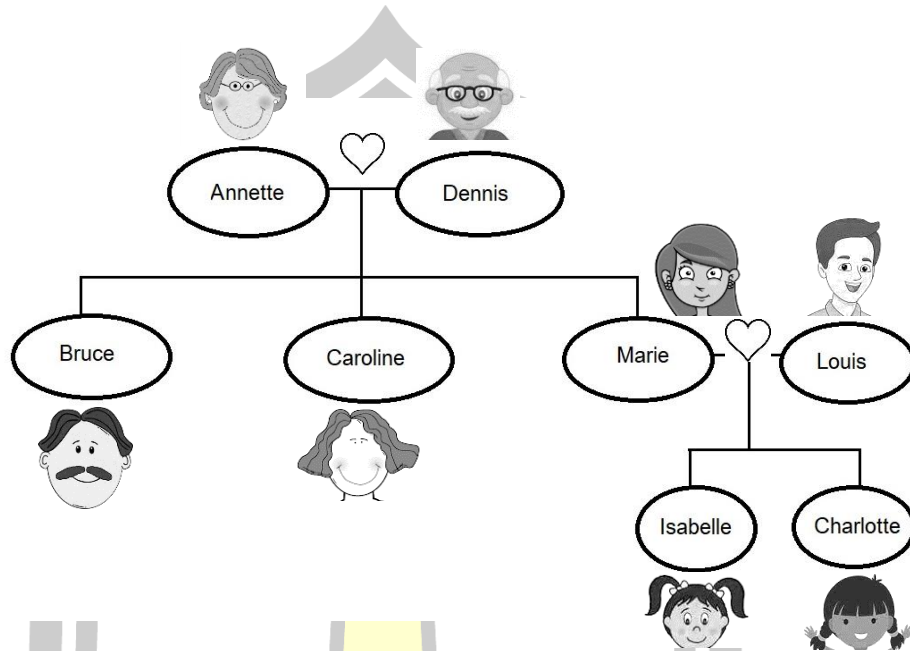 Annette
Dennis
Bruce
Caroline
Marie
Louis
Isabelle
Charlotte